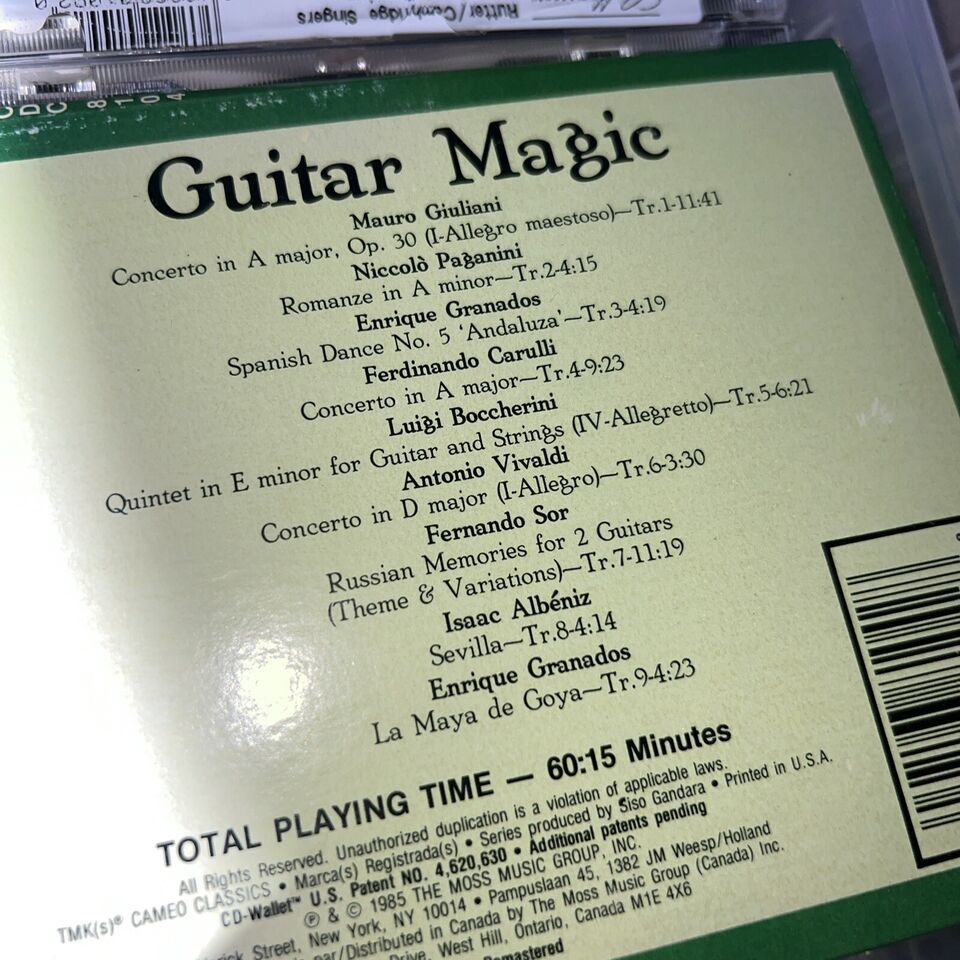 Rutter/Cambridge Singers
CDC 8104
Guitar Magic
Mauro Giuliani
Concerto in A major, Op. 30 (I-Allegro maestoso)—Tr.1-11:41
Niccolò Paganini
Romanze in A minor—Tr.2-4:15
Enrique Granados
Spanish Dance No. 5 ‘Andaluza’—Tr.3-4:19
Ferdinando Carulli
Concerto in A major—Tr.4-9:23
Luigi Boccherini
Quintet in E minor for Guitar and Strings (IV-Allegretto)—Tr.5-6:21
Antonio Vivaldi
Concerto in D major (I-Allegro)—Tr.6-3:30
Fernando Sor
Russian Memories for 2 Guitars
(Theme & Variations)—Tr.7-11:19
Isaac Albéniz
Sevilla—Tr.8-4:14
Enrique Granados
La Maya de Goya—Tr.9-4:23
TOTAL PLAYING TIME — 60:15 Minutes
All Rights Reserved. Unauthorized duplication is a violation of applicable laws.
TMK(s)® CAMEO CLASSICS • Marca(s) Registrada(s) • Series produced by Siso Gandara • Printed in U.S.A.
CD-Wallet™ U.S. Patent NO. 4,620,630 • Additional patents pending
℗ & © 1985 THE MOSS MUSIC GROUP, INC.
Street, New York, NY 10014 • Pampuslaan 45, 1382 JM Weesp/Holland
/Distributed in Canada by The Moss Music Group (Canada) Inc.
Drive, West Hill, Ontario, Canada M1E 4X6